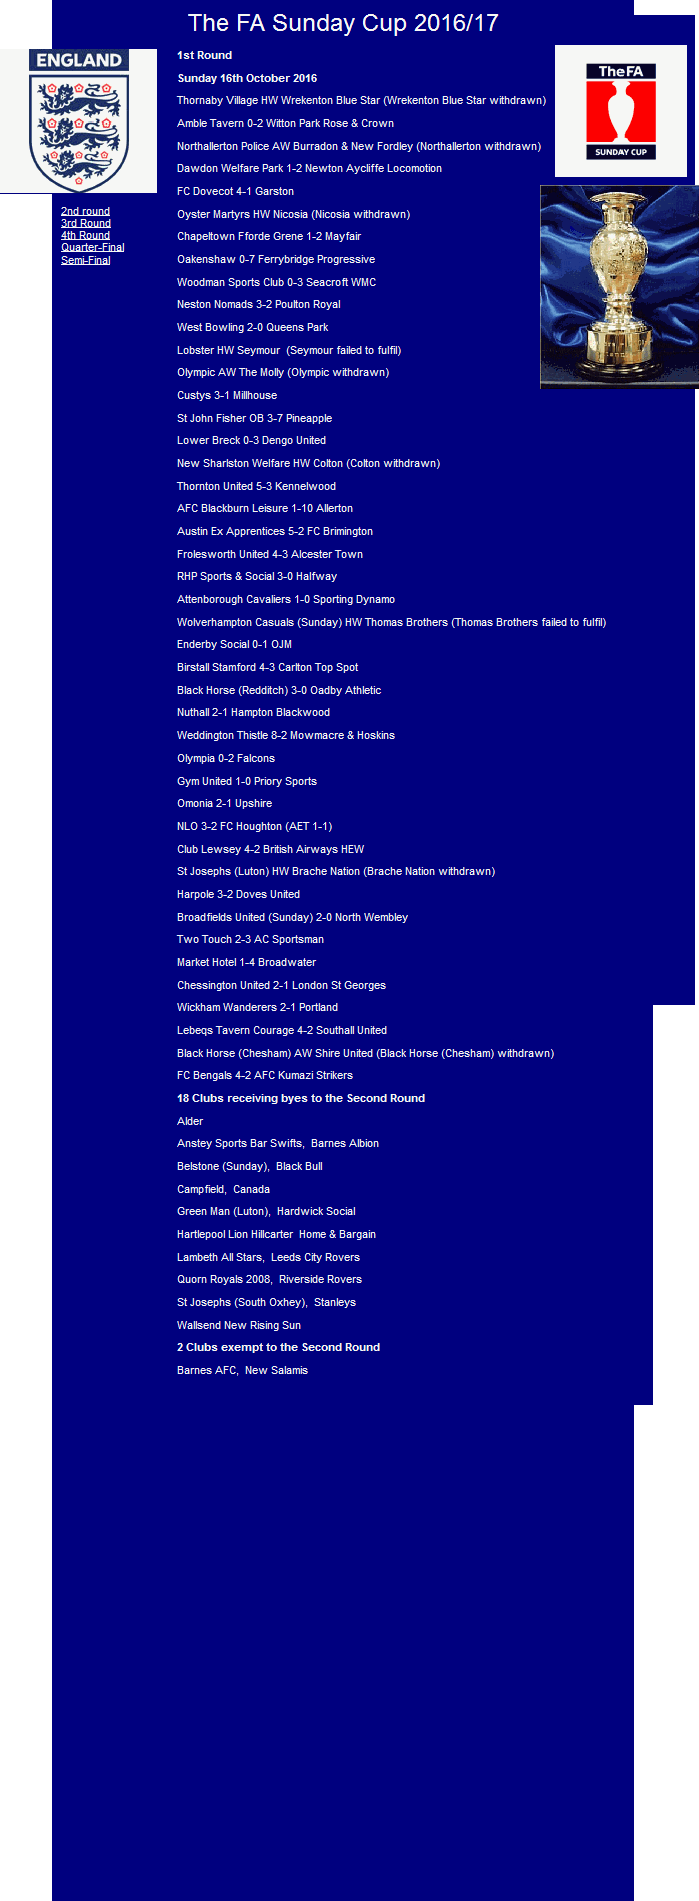 The FA Sunday Cup 2016/17
ENGLAND
TheFA
SUNDAY CUP
2nd round
3rd Round
4th Round
Quarter-Final
Semi-Final
1st Round
Sunday 16th October 2016
Thornaby Village HW Wrekenton Blue Star (Wrekenton Blue Star withdrawn)
Amble Tavern 0-2 Witton Park Rose & Crown
Northallerton Police AW Burradon & New Fordley (Northallerton withdrawn)
Dawdon Welfare Park 1-2 Newton Aycliffe Locomotion
FC Dovecot 4-1 Garston
Oyster Martyrs HW Nicosia (Nicosia withdrawn)
Chapeltown Fforde Grene 1-2 Mayfair
Oakenshaw 0-7 Ferrybridge Progressive
Woodman Sports Club 0-3 Seacroft WMC
Neston Nomads 3-2 Poulton Royal
West Bowling 2-0 Queens Park
Lobster HW Seymour (Seymour failed to fulfil)
Olympic AW The Molly (Olympic withdrawn)
Custys 3-1 Millhouse
St John Fisher OB 3-7 Pineapple
Lower Breck 0-3 Dengo United
New Sharlston Welfare HW Colton (Colton withdrawn)
Thornton United 5-3 Kennelwood
AFC Blackburn Leisure 1-10 Allerton
Austin Ex Apprentices 5-2 FC Brimington
Frolesworth United 4-3 Alcester Town
RHP Sports & Social 3-0 Halfway
Attenborough Cavaliers 1-0 Sporting Dynamo
Wolverhampton Casuals (Sunday) HW Thomas Brothers (Thomas Brothers failed to fulfil)
Enderby Social 0-1 OJM
Birstall Stamford 4-3 Carlton Top Spot
Black Horse (Redditch) 3-0 Oadby Athletic
Nuthall 2-1 Hampton Blackwood
Weddington Thistle 8-2 Mowmacre & Hoskins
Olympia 0-2 Falcons
Gym United 1-0 Priory Sports
Omonia 2-1 Upshire
NLO 3-2 FC Houghton (AET 1-1)
Club Lewsey 4-2 British Airways HEW
St Josephs (Luton) HW Brache Nation (Brache Nation withdrawn)
Harpole 3-2 Doves United
Broadfields United (Sunday) 2-0 North Wembley
Two Touch 2-3 AC Sportsman
Market Hotel 1-4 Broadwater
Chessington United 2-1 London St Georges
Wickham Wanderers 2-1 Portland
Lebeqs Tavern Courage 4-2 Southall United
Black Horse (Chesham) AW Shire United (Black Horse (Chesham) withdrawn)
FC Bengals 4-2 AFC Kumazi Strikers
18 Clubs receiving byes to the Second Round
Alder
Anstey Sports Bar Swifts, Barnes Albion
Belstone (Sunday), Black Bull
Campfield, Canada
Green Man (Luton), Hardwick Social
Hartlepool Lion Hillcarter Home & Bargain
Lambeth All Stars, Leeds City Rovers
Quorn Royals 2008, Riverside Rovers
St Josephs (South Oxhey), Stanleys
Wallsend New Rising Sun
2 Clubs exempt to the Second Round
Barnes AFC, New Salamis